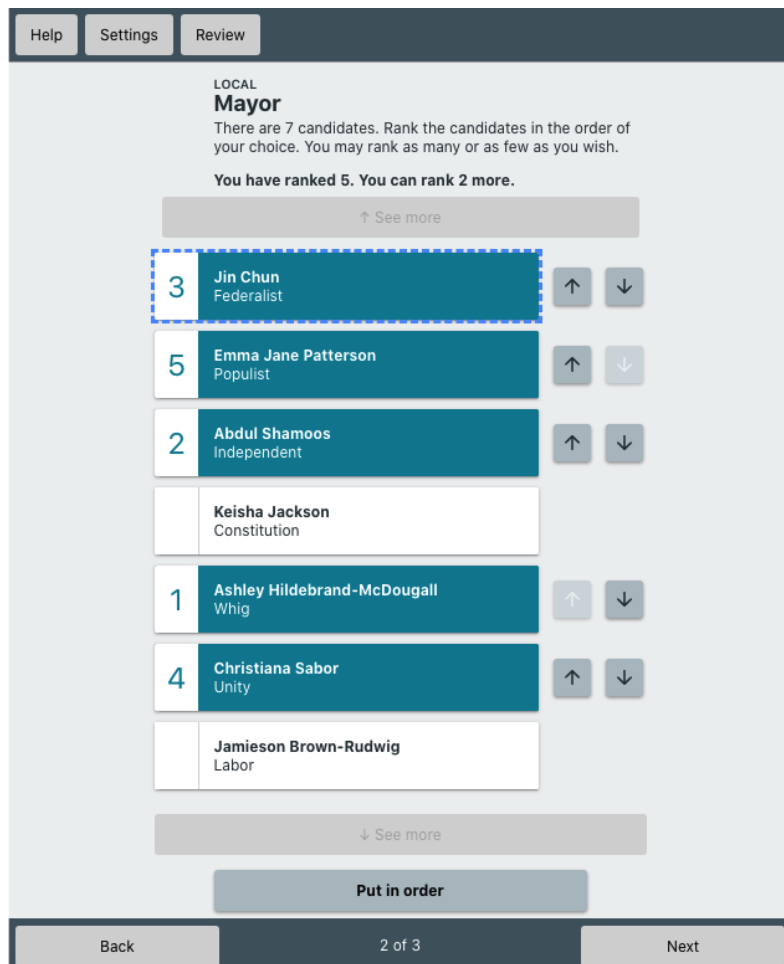 Help Settings Review
LOCAL
Mayor
There are 7 candidates. Rank the candidates in the order of
your choice. You may rank as many or as few as you wish.
You have ranked 5. You can rank 2 more.
↑ See more
3 Jin Chun
Federalist
↑ ↓
5 Emma Jane Patterson
Populist
↑ ↓
2 Abdul Shamoos
Independent
↑ ↓
Keisha Jackson
Constitution
1 Ashley Hildebrand-McDougall
Whig
↑ ↓
4 Christiana Sabor
Unity
↑ ↓
Jamieson Brown-Rudwig
Labor
↓ See more
Put in order
Back 2 of 3 Next